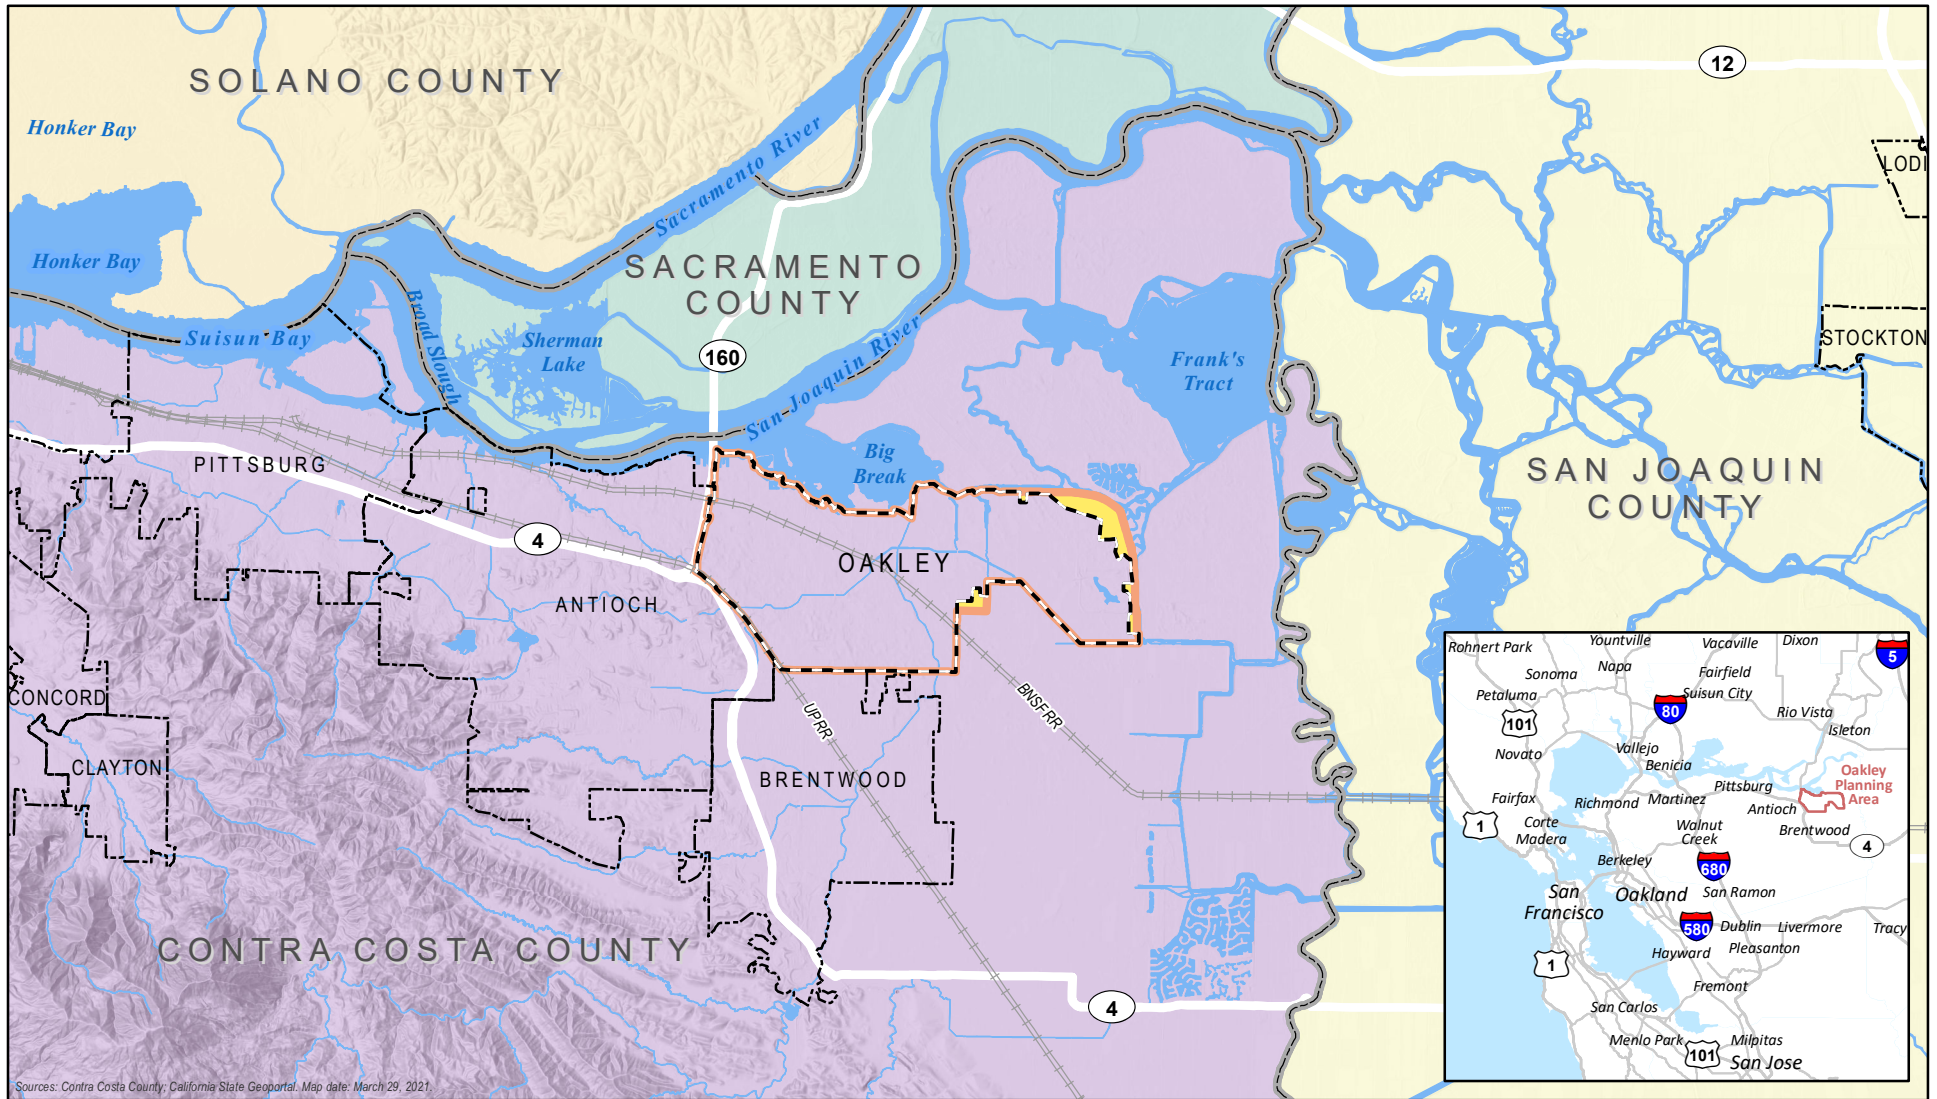 SOLANO COUNTY
12
Honker Bay
Sacramento River
LODI
Honker Bay
SACRAMENTO
COUNTY
Broad Slough
Suisun Bay
Sherman
Lake
160
San Joaquin River
Frank's
Tract
STOCKTON
Big
Break
PITTSBURG
SAN JOAQUIN
COUNTY
4
OAKLEY
ANTIOCH
CONCORD
UPRR
BNSFRR
CLAYTON
BRENTWOOD
CONTRA COSTA COUNTY
4
Sources: Contra Costa County; California State Geoportal. Map date: March 29, 2021.
Rohnert Park
Yountville
Vacaville
Dixon
5
Sonoma
Napa
Fairfield
Petaluma
Suisun City
80
101
Rio Vista
Isleton
Novato
Vallejo
Benicia
Oakley
Planning
Area
Pittsburg
Fairfax
Richmond
Martinez
Antioch
1
Corte
Madera
Walnut
Creek
Brentwood
4
Berkeley
680
San
Francisco
Oakland
San Ramon
580
Dublin
Livermore
Tracy
1
Hayward
Pleasanton
Fremont
San Carlos
Menlo Park
101
Milpitas
San Jose